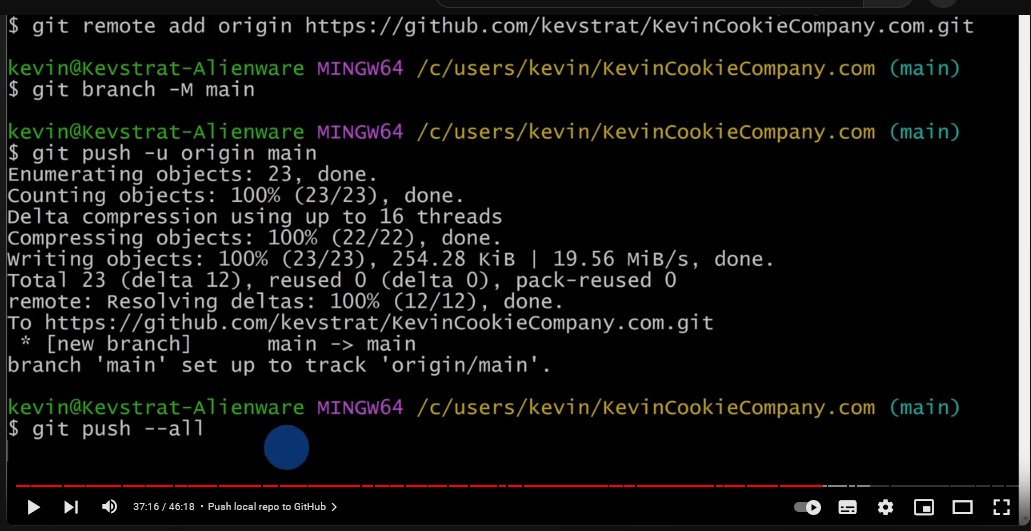 $ git remote add origin https://github.com/kevstrat/KevinCookieCompany.com.git
kevin@Kevstrat-Alienware MINGW64 /c/users/kevin/KevinCookieCompany.com (main)
$ git branch -M main
kevin@Kevstrat-Alienware MINGW64 /c/users/kevin/KevinCookieCompany.com (main)
$ git push -u origin main
Enumerating objects: 23, done.
Counting objects: 100% (23/23), done.
Delta compression using up to 16 threads
Compressing objects: 100% (22/22), done.
Writing objects: 100% (23/23), 254.28 KiB | 19.56 MiB/s, done.
Total 23 (delta 12), reused 0 (delta 0), pack-reused 0
remote: Resolving deltas: 100% (12/12), done.
To https://github.com/kevstrat/KevinCookieCompany.com.git
 * [new branch]      main -> main
branch 'main' set up to track 'origin/main'.
kevin@Kevstrat-Alienware MINGW64 /c/users/kevin/KevinCookieCompany.com (main)
$ git push --all
37:16 / 46:18 • Push local repo to GitHub >